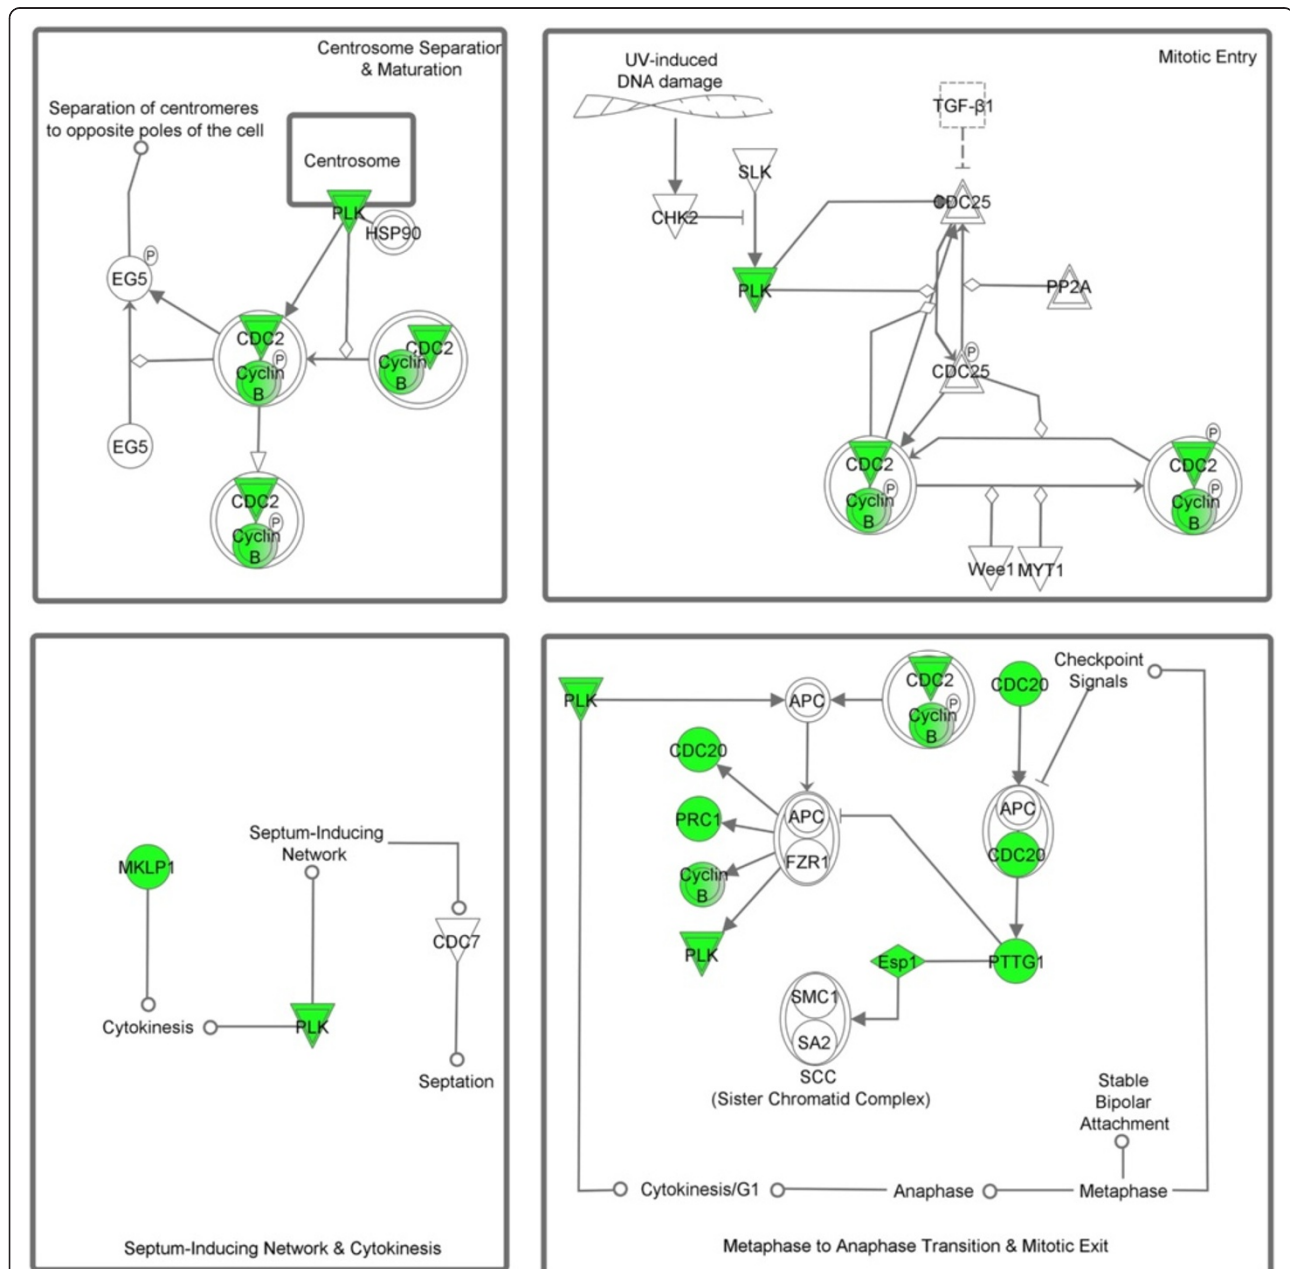 Centrosome Separation
& Maturation
Separation of centromeres
to opposite poles of the cell
Centrosome
PLK
HSP90
P
EG5
CDC2
P
Cyclin
B
CDC2
Cyclin
B
EG5
CDC2
P
Cyclin
B
Mitotic Entry
UV-induced
DNA damage
TGF-β1
SLK
CHK2
CDC25
PLK
PP2A
P
CDC25
P
CDC2
P
Cyclin
B
CDC2
P
Cyclin
B
Wee1
MYT1
Septum-Inducing
Network
MKLP1
CDC7
Cytokinesis
PLK
Septation
Septum-Inducing Network & Cytokinesis
PLK
APC
CDC2
P
Cyclin
B
CDC20
Checkpoint
Signals
CDC20
PRC1
Cyclin
B
PLK
APC
FZR1
APC
CDC20
Esp1
PTTG1
SMC1
SA2
SCC
(Sister Chromatid Complex)
Stable
Bipolar
Attachment
Cytokinesis/G1
Anaphase
Metaphase
Metaphase to Anaphase Transition & Mitotic Exit